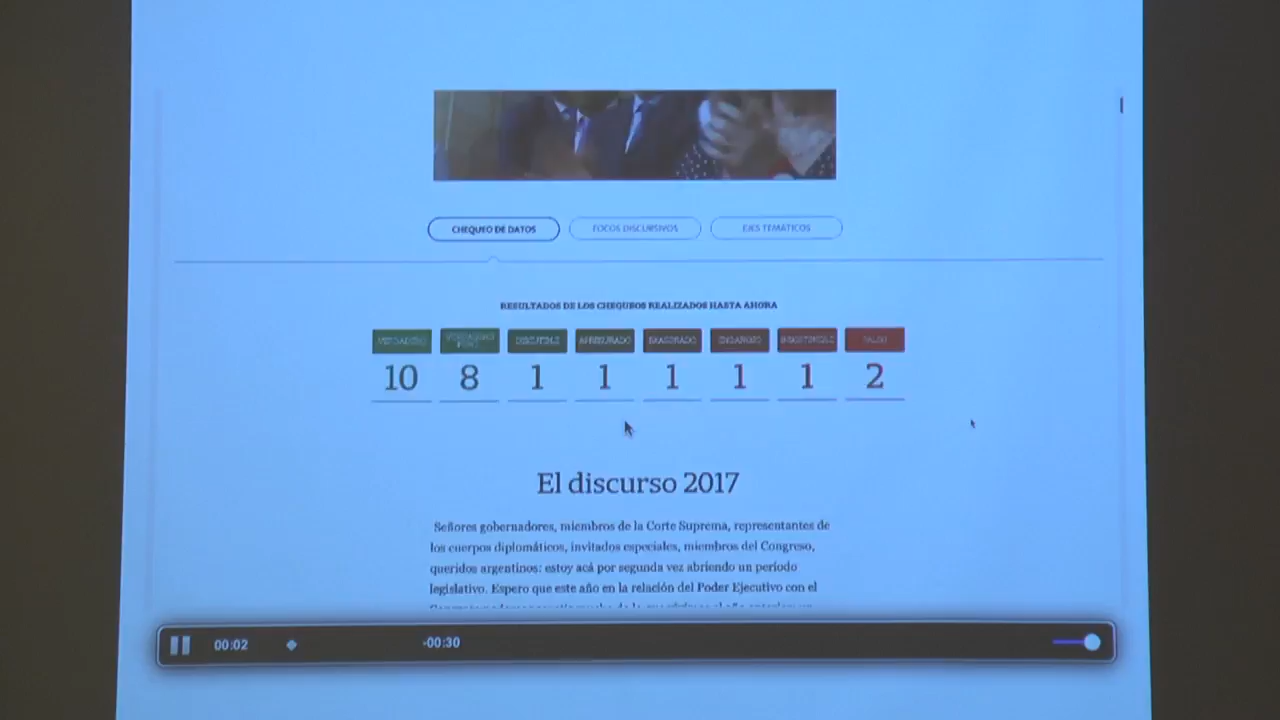 CHEQUEO DE DATOS
FOCOS DISCURSIVOS
EJES TEMÁTICOS
RESULTADOS DE LOS CHEQUEOS REALIZADOS HASTA AHORA
VERDADERO
DISCUTIBLE
APRESURADO
EXAGERADO
ENGAÑOSO
INSOSTENIBLE
FALSO
10 8 1 1 1 1 1 2
El discurso 2017
Señores gobernadores, miembros de la Corte Suprema, representantes de
los cuerpos diplomáticos, invitados especiales, miembros del Congreso,
queridos argentinos: estoy acá por segunda vez abriendo un período
legislativo. Espero que este año en la relación del Poder Ejecutivo con el
00:02
-00:30